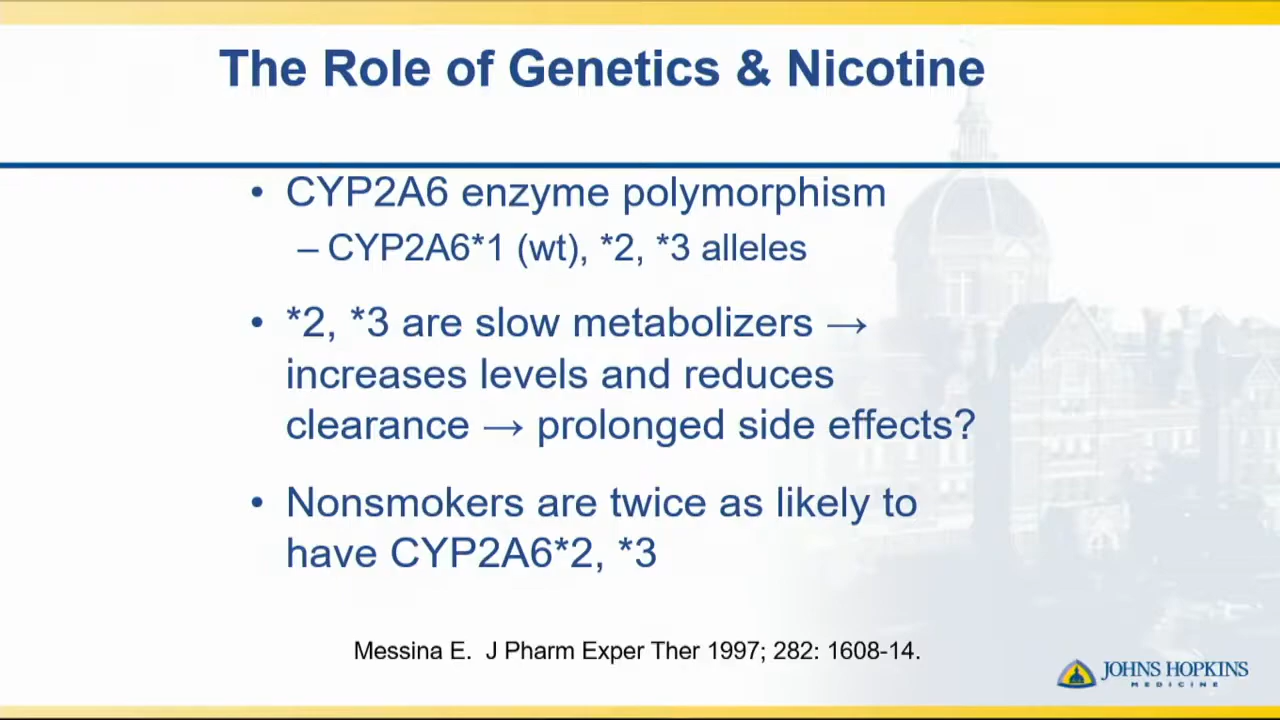 The Role of Genetics & Nicotine
• CYP2A6 enzyme polymorphism
– CYP2A6*1 (wt), *2, *3 alleles
• *2, *3 are slow metabolizers →
increases levels and reduces
clearance → prolonged side effects?
• Nonsmokers are twice as likely to
have CYP2A6*2, *3
Messina E.  J Pharm Exper Ther 1997; 282: 1608-14.
JOHNS HOPKINS
MEDICINE